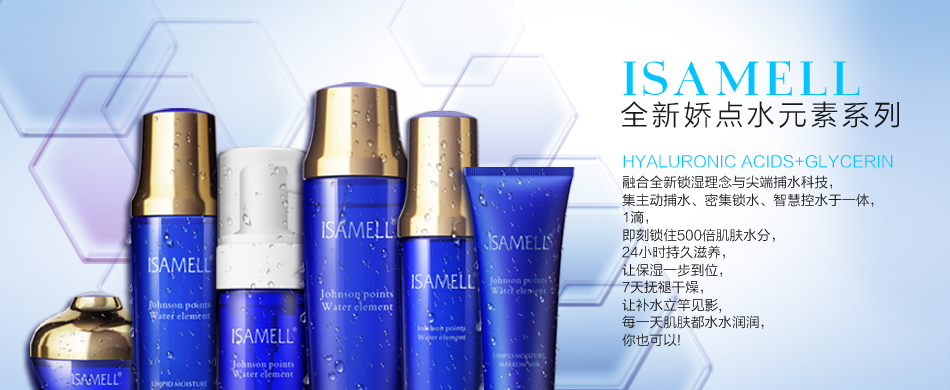 ISAMELL
全新娇点水元素系列
HYALURONIC ACIDS+GLYCERIN
融合全新锁湿理念与尖端捕水科技，
集主动捕水、密集锁水、智慧控水于一体，
1滴，
即刻锁住500倍肌肤水分，
24小时持久滋养，
让保湿一步到位，
7天抚褪干燥，
让补水立竿见影，
每一天肌肤都水水润润，
你也可以!
ISAMELL
ISAMELL
Johnson points
Water element
LIMPID MOISTURE
ISAMELL®
Johnson points
Water element
ISAMELL
Johnson points
Water element
ISAMELL
Johnson points
Water element
ISAMELL
Johnson points
Water element
LIMPID MOISTURE